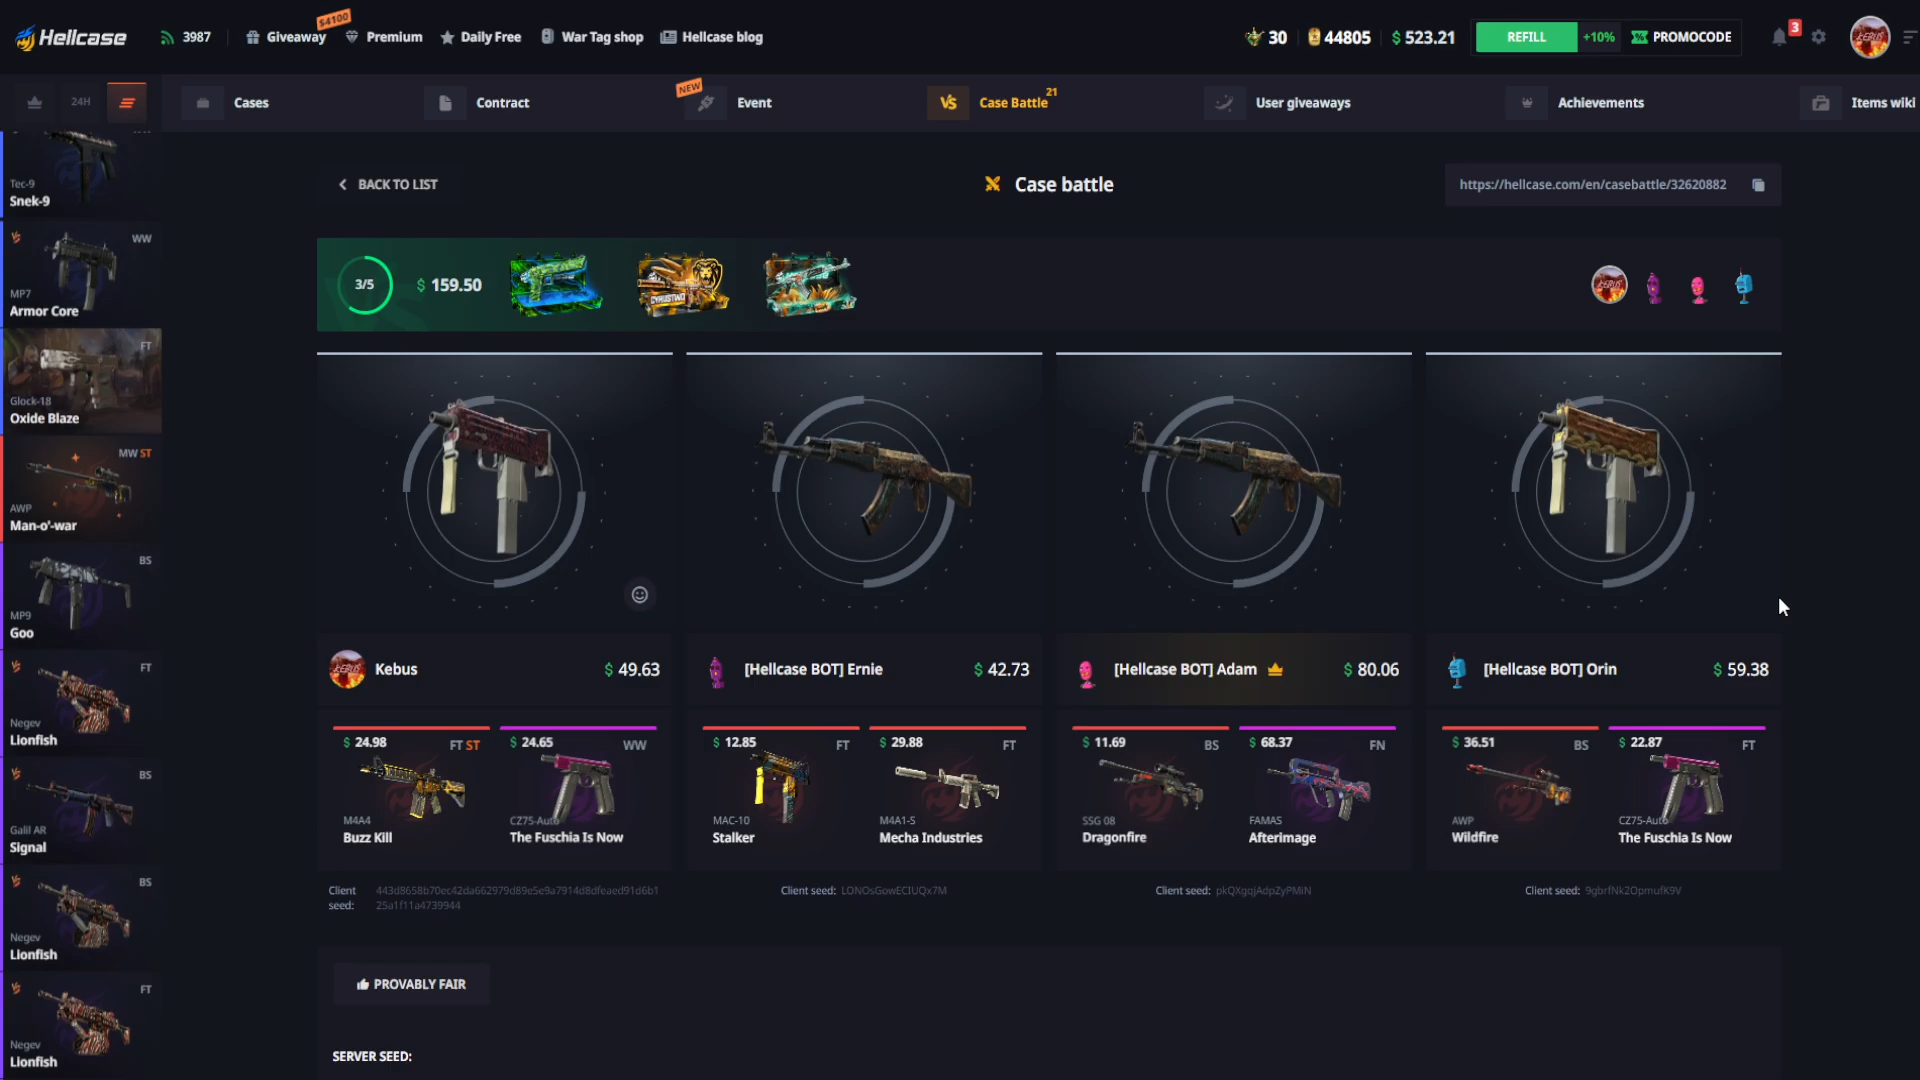 Hellcase
3987
Giveaway
$4100
Premium
Daily Free
War Tag shop
Hellcase blog
30
44805
$ 523.21
REFILL
+10%
PROMOCODE
3
24H
Cases
Contract
NEW
Event
VS
Case Battle
21
User giveaways
Achievements
Items wiki
BACK TO LIST
Case battle
https://hellcase.com/en/casebattle/32620882
3/5
$ 159.50
CYRUSTWO
Tec-9
Snek-9
WW
MP7
Armor Core
FT
Glock-18
Oxide Blaze
MW ST
AWP
Man-o'-war
BS
MP9
Goo
FT
Negev
Lionfish
BS
Galil AR
Signal
BS
Negev
Lionfish
FT
Negev
Lionfish
Kebus
$ 49.63
[Hellcase BOT] Ernie
$ 42.73
[Hellcase BOT] Adam
$ 80.06
[Hellcase BOT] Orin
$ 59.38
$ 24.98
FT ST
M4A4
Buzz Kill
$ 24.65
WW
CZ75-Auto
The Fuschia Is Now
$ 12.85
FT
MAC-10
Stalker
$ 29.88
FT
M4A1-S
Mecha Industries
$ 11.69
BS
SSG 08
Dragonfire
$ 68.37
FN
FAMAS
Afterimage
$ 36.51
BS
AWP
Wildfire
$ 22.87
FT
CZ75-Auto
The Fuschia Is Now
Client seed: 443d8658b70ec42da662979d89e5e9a7914d8dfeaed91d6b1
25a1f11a4739944
Client seed: LONOsGowECIUQx7M
Client seed: pkQXgqjAdpZyPMiN
Client seed: 9gbrfNk2OpmufK9V
PROVABLY FAIR
SERVER SEED: